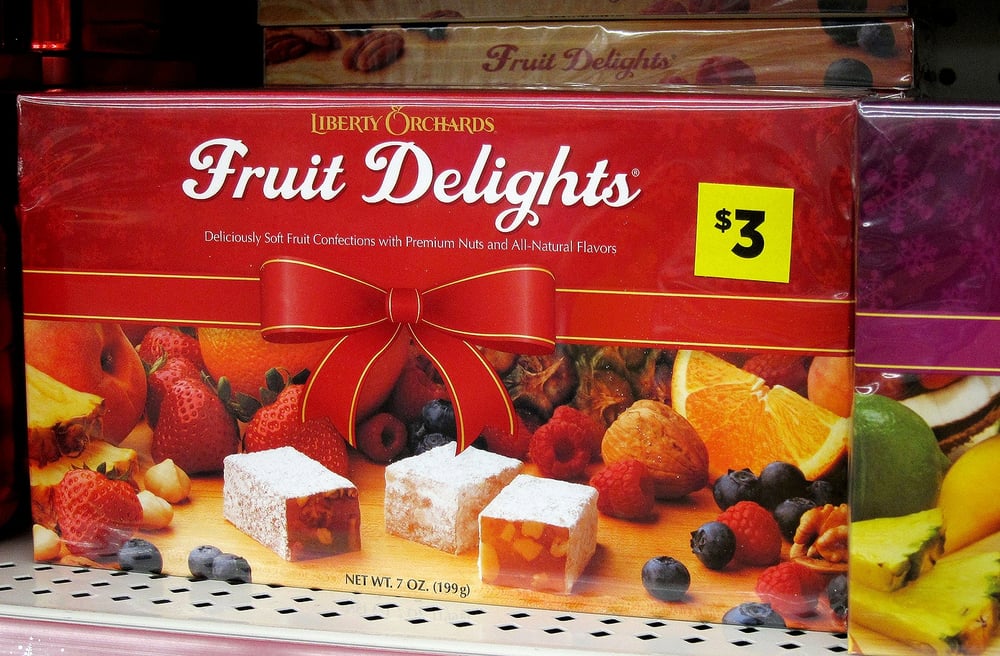 Fruit Delights
LIBERTY ORCHARDS
Fruit Delights®
Deliciously Soft Fruit Confections with Premium Nuts and All-Natural Flavors
$3
NET WT. 7 OZ. (199g)